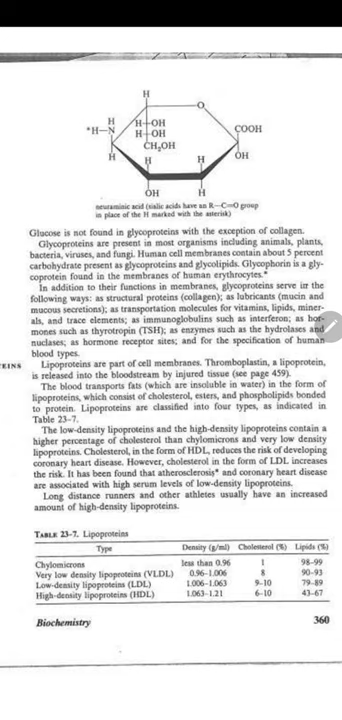 H
O
H–C–OH
*H–N
H
H–C–OH
COOH
CH₂OH
H
H
H
OH
OH
H
neuraminic acid (sialic acids have an R—C=O group
in place of the H marked with the asterisk)
Glucose is not found in glycoproteins with the exception of collagen.
Glycoproteins are present in most organisms including animals, plants,
bacteria, viruses, and fungi. Human cell membranes contain about 5 percent
carbohydrate present as glycoproteins and glycolipids. Glycophorin is a gly-
coprotein found in the membranes of human erythrocytes.*
In addition to their functions in membranes, glycoproteins serve in the
following ways: as structural proteins (collagen); as lubricants (mucin and
mucous secretions); as transportation molecules for vitamins, lipids, miner-
als, and trace elements; as immunoglobulins such as interferon; as hor-
mones such as thyrotropin (TSH); as enzymes such as the hydrolases and
nuclases; as hormone receptor sites; and for the specification of human
blood types.
EINS
Lipoproteins are part of cell membranes. Thromboplastin, a lipoprotein,
is released into the bloodstream by injured tissue (see page 459).
The blood transports fats (which are insoluble in water) in the form of
lipoproteins, which consist of cholesterol, esters, and phospholipids bonded
to protein. Lipoproteins are classified into four types, as indicated in
Table 23-7.
The low-density lipoproteins and the high-density lipoproteins contain a
higher percentage of cholesterol than chylomicrons and very low density
lipoproteins. Cholesterol, in the form of HDL, reduces the risk of developing
coronary heart disease. However, cholesterol in the form of LDL increases
the risk. It has been found that atherosclerosis* and coronary heart disease
are associated with high serum levels of low-density lipoproteins.
Long distance runners and other athletes usually have an increased
amount of high-density lipoproteins.
TABLE 23-7. Lipoproteins
Type Density (g/ml) Cholesterol (%) Lipids (%)
Chylomicrons less than 0.96 1 98-99
Very low density lipoproteins (VLDL) 0.96-1.006 8 90-93
Low-density lipoproteins (LDL) 1.006-1.063 9-10 79-89
High-density lipoproteins (HDL) 1.063-1.21 6-10 43-67
Biochemistry 360